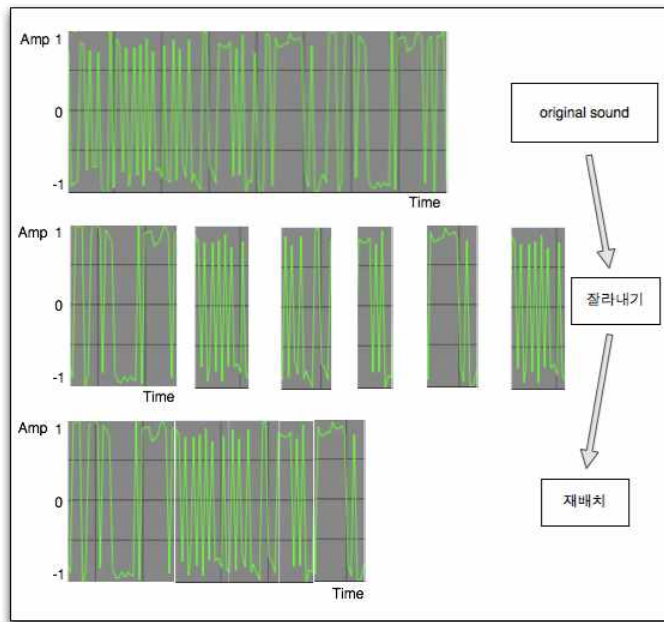 Amp 1
0
-1
Time
original sound
Amp 1
0
-1
Time
잘라내기
Amp 1
0
-1
Time
재배치